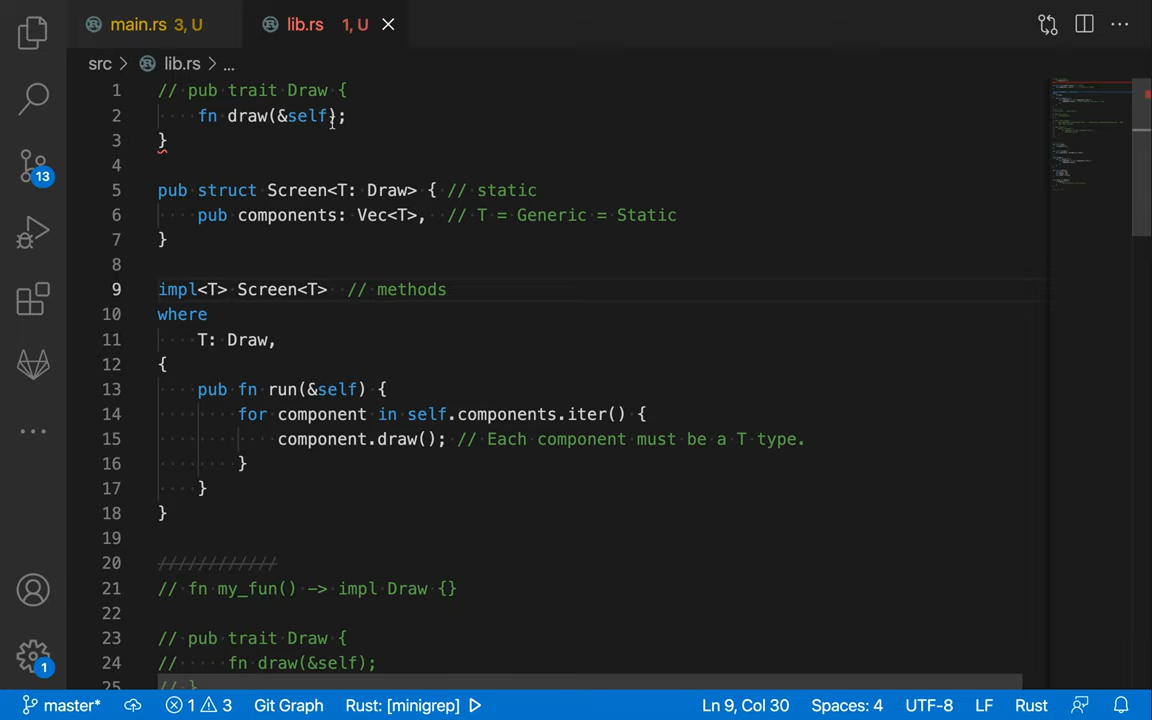 main.rs 3, U lib.rs 1, U
src > lib.rs > ...
1 // pub trait Draw {
2 fn draw(&self);
3 }
4
5 pub struct Screen<T: Draw> { // static
6 pub components: Vec<T>, // T = Generic = Static
7 }
8
9 impl<T> Screen<T> // methods
10 where
11 T: Draw,
12 {
13 pub fn run(&self) {
14 for component in self.components.iter() {
15 component.draw(); // Each component must be a T type.
16 }
17 }
18 }
19
20 ////////////
21 // fn my_fun() -> impl Draw {}
22
23 // pub trait Draw {
24 // fn draw(&self);
25 // }
13
1
master* 1 3 Git Graph Rust: [minigrep] Ln 9, Col 30 Spaces: 4 UTF-8 LF Rust